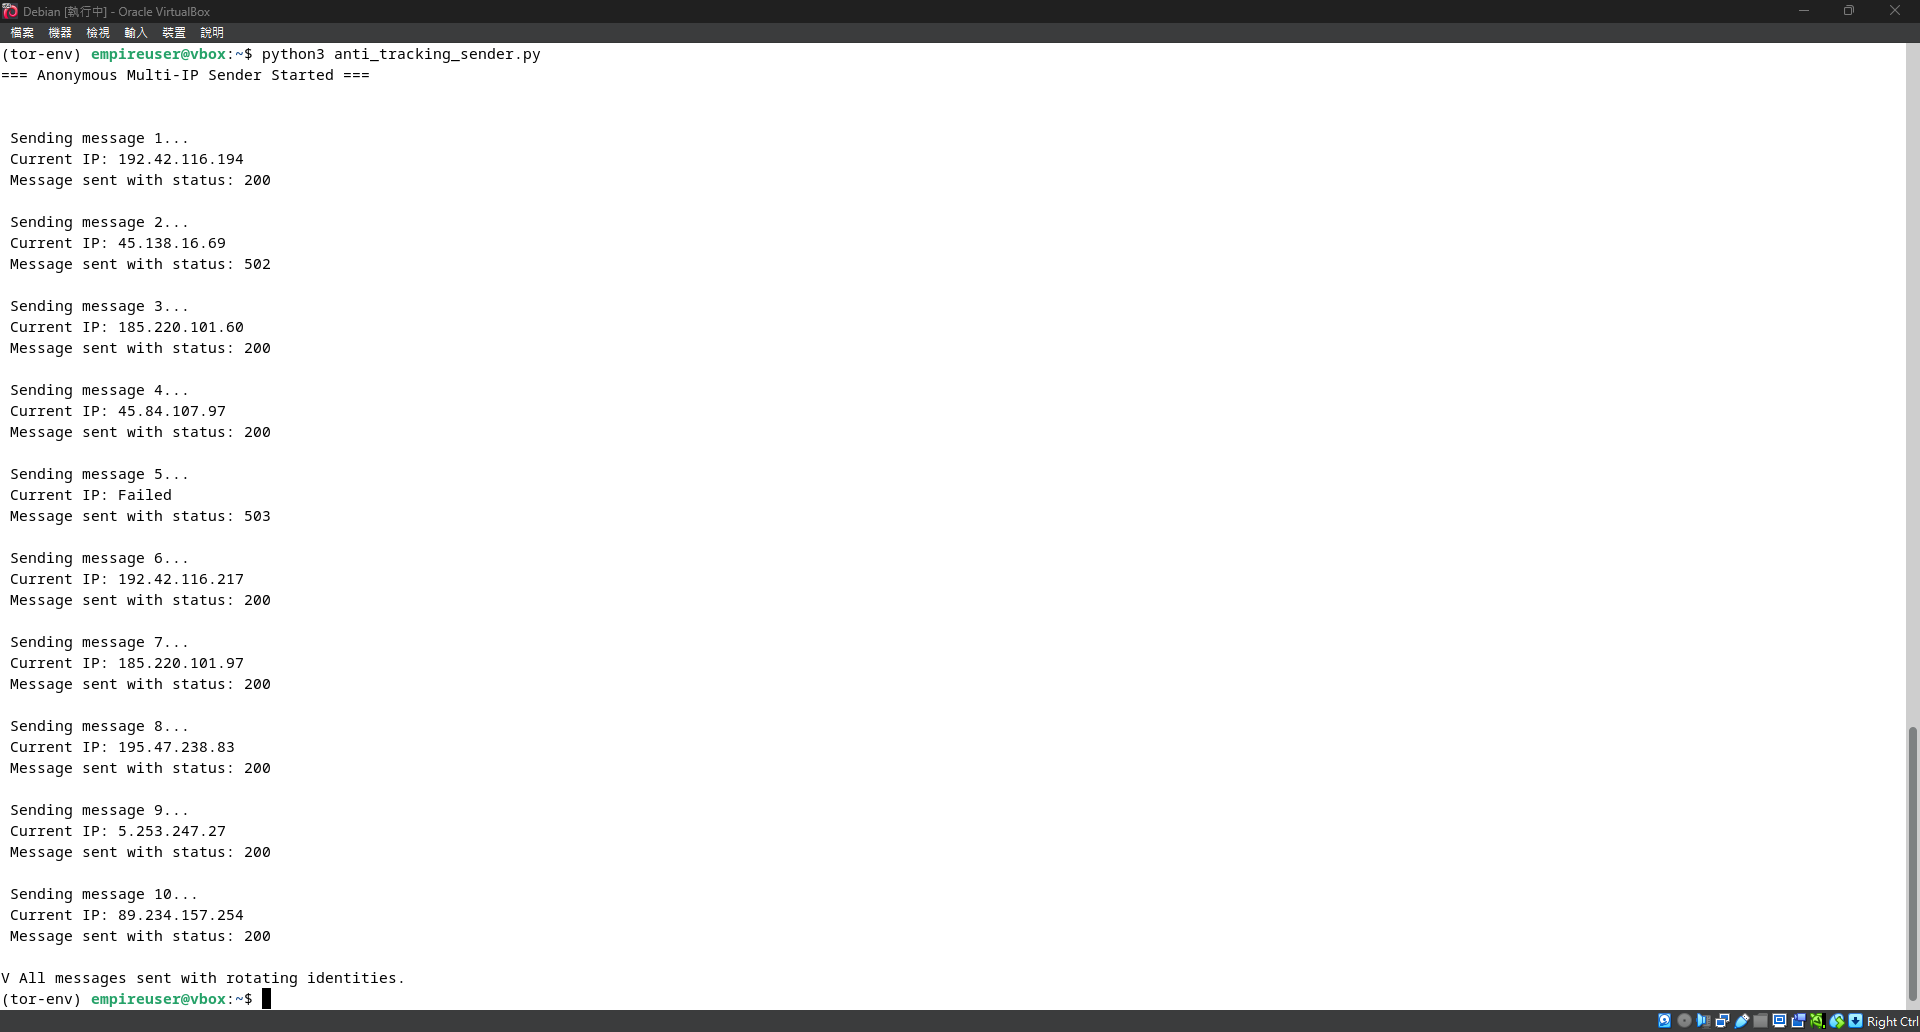 Debian [執行中] - Oracle VirtualBox
檔案 機器 檢視 輸入 裝置 說明
(tor-env) empireuser@vbox:~$ python3 anti_tracking_sender.py
=== Anonymous Multi-IP Sender Started ===
Sending message 1...
Current IP: 192.42.116.194
Message sent with status: 200
Sending message 2...
Current IP: 45.138.16.69
Message sent with status: 502
Sending message 3...
Current IP: 185.220.101.60
Message sent with status: 200
Sending message 4...
Current IP: 45.84.107.97
Message sent with status: 200
Sending message 5...
Current IP: Failed
Message sent with status: 503
Sending message 6...
Current IP: 192.42.116.217
Message sent with status: 200
Sending message 7...
Current IP: 185.220.101.97
Message sent with status: 200
Sending message 8...
Current IP: 195.47.238.83
Message sent with status: 200
Sending message 9...
Current IP: 5.253.247.27
Message sent with status: 200
Sending message 10...
Current IP: 89.234.157.254
Message sent with status: 200
V All messages sent with rotating identities.
(tor-env) empireuser@vbox:~$
Right Ctrl